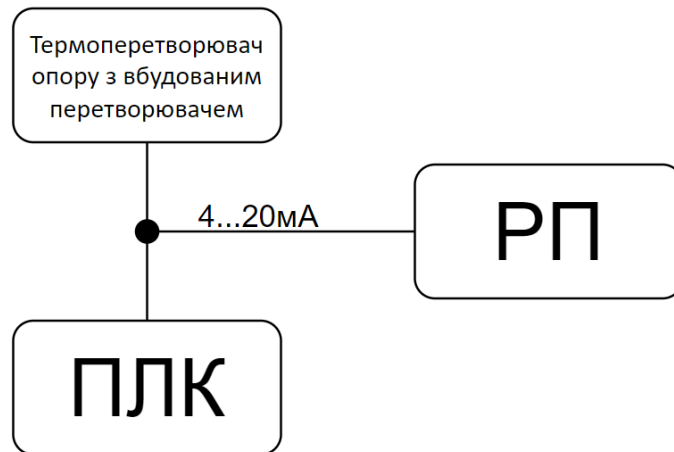 Термоперетворювач
опору з вбудованим
перетворювачем
4...20мА
РП
ПЛК